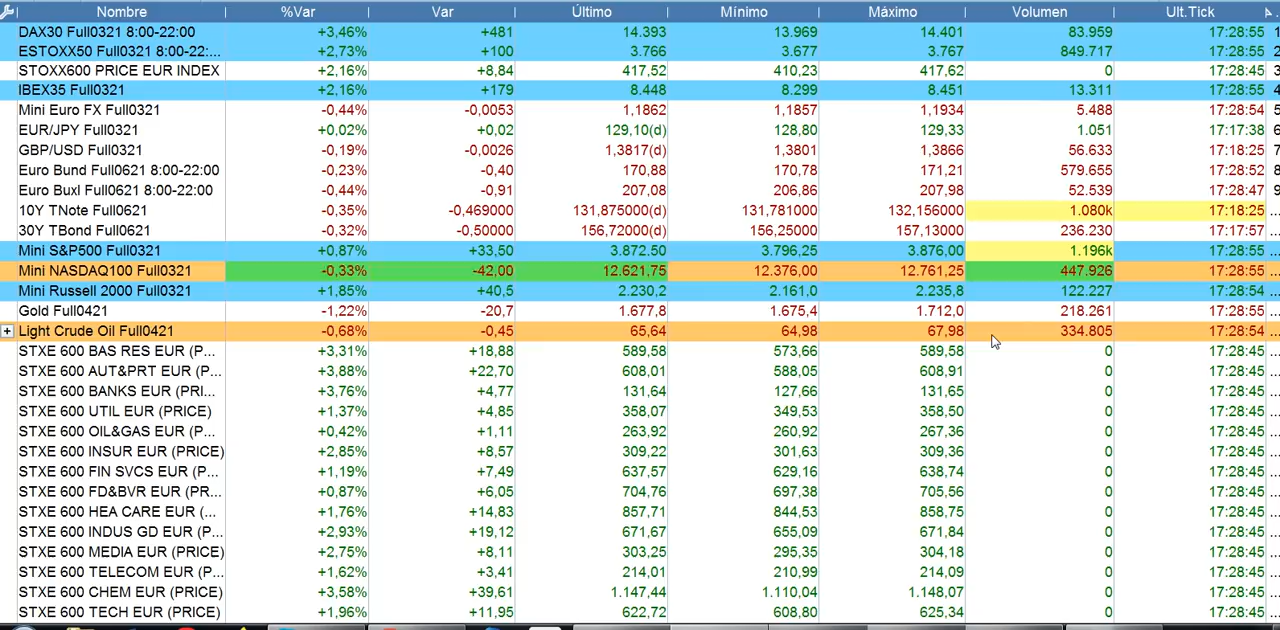 Nombre %Var Var Último Mínimo Máximo Volumen Ult.Tick
DAX30 Full0321 8:00-22:00 +3,46% +481 14.393 13.969 14.401 83.959 17:28:55 1
ESTOXX50 Full0321 8:00-22:... +2,73% +100 3.766 3.677 3.767 849.717 17:28:55 2
STOXX600 PRICE EUR INDEX +2,16% +8,84 417,52 410,23 417,62 0 17:28:45 3
IBEX35 Full0321 +2,16% +179 8.448 8.299 8.451 13.311 17:28:55 4
Mini Euro FX Full0321 -0,44% -0,0053 1,1862 1,1857 1,1934 5.488 17:28:54 5
EUR/JPY Full0321 +0,02% +0,02 129,10(d) 128,80 129,33 1.051 17:17:38 6
GBP/USD Full0321 -0,19% -0,0026 1,3817(d) 1,3801 1,3866 56.633 17:18:25 7
Euro Bund Full0621 8:00-22:00 -0,23% -0,40 170,88 170,78 171,21 579.655 17:28:52 8
Euro Buxl Full0621 8:00-22:00 -0,44% -0,91 207,08 206,86 207,98 52.539 17:28:47 9
10Y TNote Full0621 -0,35% -0,469000 131,875000(d) 131,781000 132,156000 1.080k 17:18:25 ...
30Y TBond Full0621 -0,32% -0,50000 156,72000(d) 156,25000 157,13000 236.230 17:17:57 ...
Mini S&P500 Full0321 +0,87% +33,50 3.872,50 3.796,25 3.876,00 1.196k 17:28:55 ...
Mini NASDAQ100 Full0321 -0,33% -42,00 12.621,75 12.376,00 12.761,25 447.926 17:28:55 ...
Mini Russell 2000 Full0321 +1,85% +40,5 2.230,2 2.161,0 2.235,8 122.227 17:28:54 ...
Gold Full0421 -1,22% -20,7 1.677,8 1.675,4 1.712,0 218.261 17:28:55 ...
Light Crude Oil Full0421 -0,68% -0,45 65,64 64,98 67,98 334.805 17:28:54 ...
STXE 600 BAS RES EUR (P... +3,31% +18,88 589,58 573,66 589,58 0 17:28:45 ...
STXE 600 AUT&PRT EUR (P... +3,88% +22,70 608,01 588,05 608,91 0 17:28:45 ...
STXE 600 BANKS EUR (PRI... +3,76% +4,77 131,64 127,66 131,65 0 17:28:45 ...
STXE 600 UTIL EUR (PRICE) +1,37% +4,85 358,07 349,53 358,50 0 17:28:45 ...
STXE 600 OIL&GAS EUR (P... +0,42% +1,11 263,92 260,92 267,36 0 17:28:45 ...
STXE 600 INSUR EUR (PRICE) +2,85% +8,57 309,22 301,63 309,36 0 17:28:45 ...
STXE 600 FIN SVCS EUR (P... +1,19% +7,49 637,57 629,16 638,74 0 17:28:45 ...
STXE 600 FD&BVR EUR (PR... +0,87% +6,05 704,76 697,38 705,56 0 17:28:45 ...
STXE 600 HEA CARE EUR (... +1,76% +14,83 857,71 844,53 858,75 0 17:28:45 ...
STXE 600 INDUS GD EUR (P... +2,93% +19,12 671,67 655,09 671,84 0 17:28:45 ...
STXE 600 MEDIA EUR (PRICE) +2,75% +8,11 303,25 295,35 304,18 0 17:28:45 ...
STXE 600 TELECOM EUR (P... +1,62% +3,41 214,01 210,99 214,09 0 17:28:45 ...
STXE 600 CHEM EUR (PRICE) +3,58% +39,61 1.147,44 1.110,04 1.148,07 0 17:28:45 ...
STXE 600 TECH EUR (PRICE) +1,96% +11,95 622,72 608,80 625,34 0 17:28:45 ...